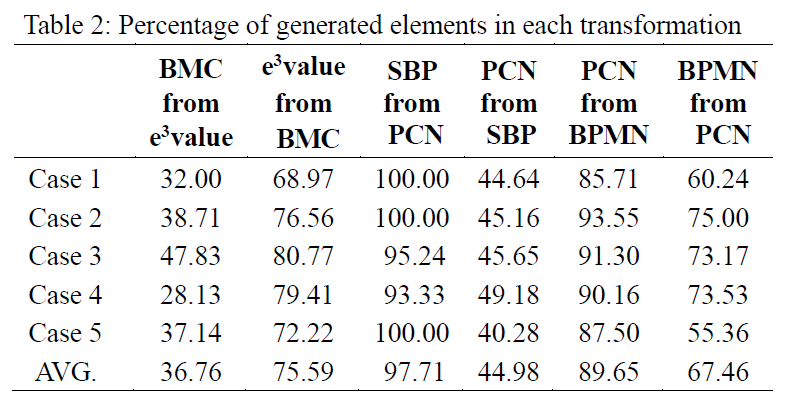 Table 2: Percentage of generated elements in each transformation
BMC from e³value e³value from BMC SBP from PCN PCN from SBP PCN from BPMN BPMN from PCN
Case 1 32.00 68.97 100.00 44.64 85.71 60.24
Case 2 38.71 76.56 100.00 45.16 93.55 75.00
Case 3 47.83 80.77 95.24 45.65 91.30 73.17
Case 4 28.13 79.41 93.33 49.18 90.16 73.53
Case 5 37.14 72.22 100.00 40.28 87.50 55.36
AVG. 36.76 75.59 97.71 44.98 89.65 67.46